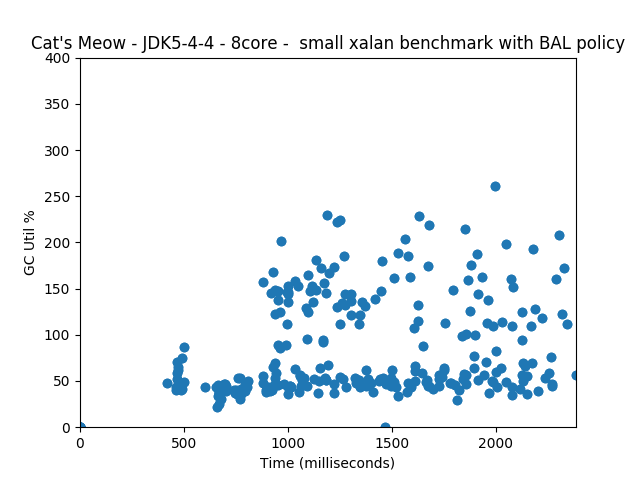 Cat's Meow - JDK5-4-4 - 8core -  small xalan benchmark with BAL policy
400
350
300
250
200
150
100
50
0
GC Util %
0 500 1000 1500 2000
Time (milliseconds)